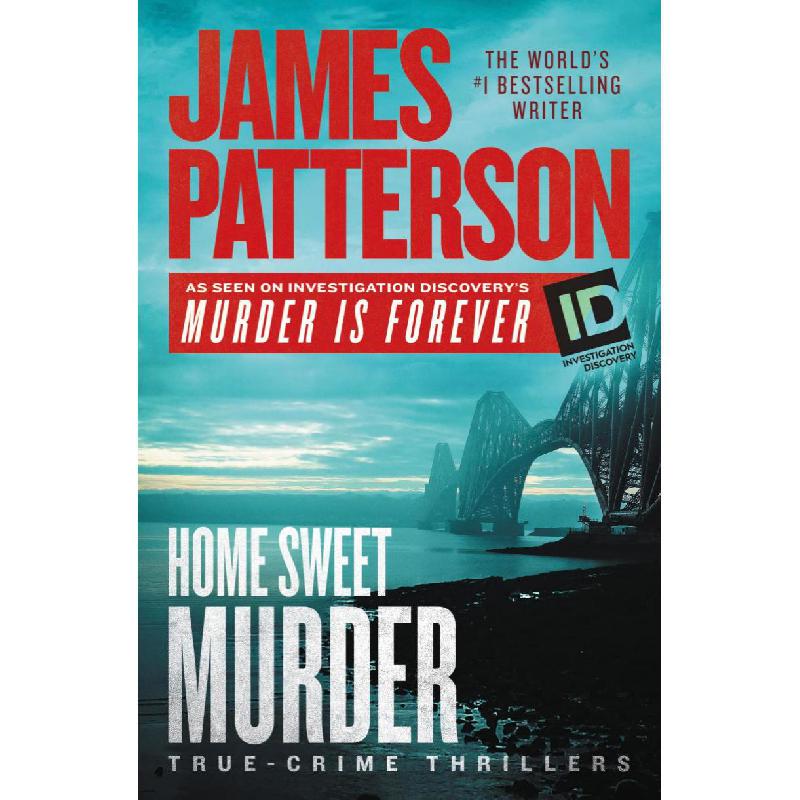 JAMES
THE WORLD'S
#1 BESTSELLING
WRITER
PATTERSON
AS SEEN ON INVESTIGATION DISCOVERY'S
MURDER IS FOREVER
ID
INVESTIGATION
DISCOVERY
HOME SWEET
MURDER
TRUE-CRIME THRILLERS